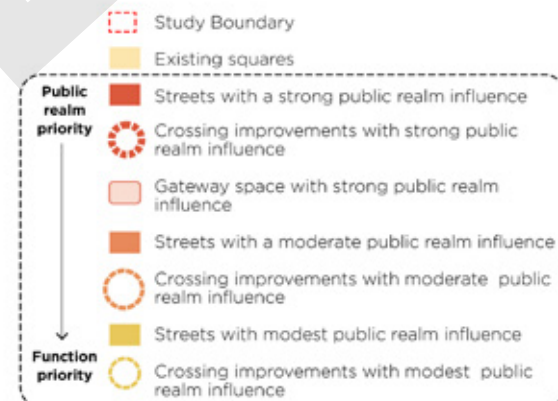 Study Boundary
Existing squares
Public
realm
priority
Streets with a strong public realm influence
Crossing improvements with strong public
realm influence
Gateway space with strong public realm
influence
Streets with a moderate public realm influence
Crossing improvements with moderate public
realm influence
Streets with modest public realm influence
Function
priority
Crossing improvements with modest public
realm influence